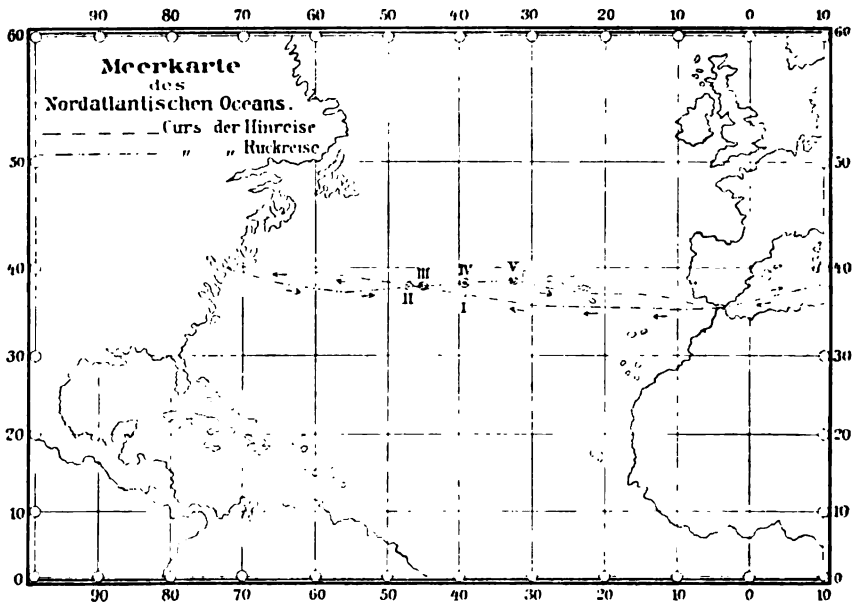 90 80 70 60 50 40 30 20 10 0 10
60 60
Meerkarte
des
Nordatlantischen Oceans.
Curs der Hinreise
„ „ Ruckreise
50 50
40 40
III IV V
II I
30 30
20 20
10 10
0 0
90 80 70 60 50 40 30 20 10 0 10